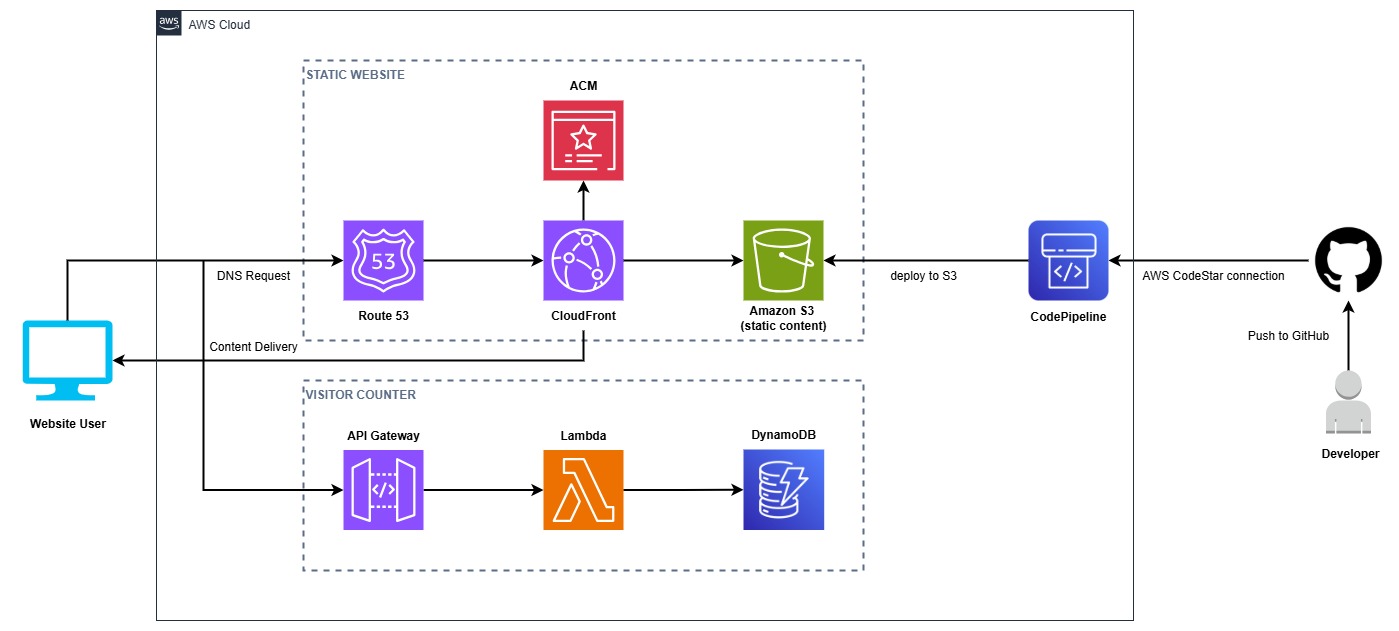 aws
AWS Cloud
STATIC WEBSITE
ACM
53
Route 53
CloudFront
Amazon S3
(static content)
DNS Request
deploy to S3
CodePipeline
AWS CodeStar connection
Push to GitHub
Developer
Content Delivery
Website User
VISITOR COUNTER
API Gateway
Lambda
DynamoDB